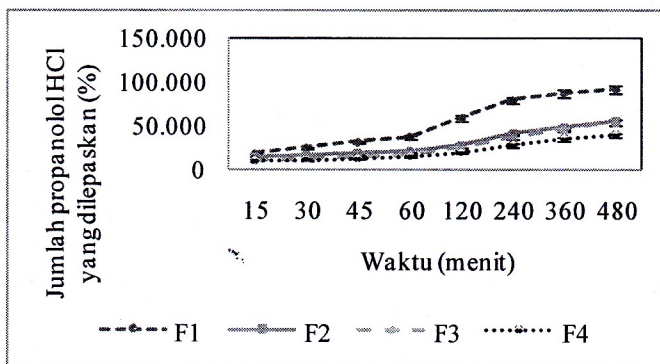 150.000
100.000
50.000
0
Jumlah propanolol HCl
yang dilepaskan (%)
15 30 45 60 120 240 360 480
Waktu (menit)
F1 F2 F3 F4